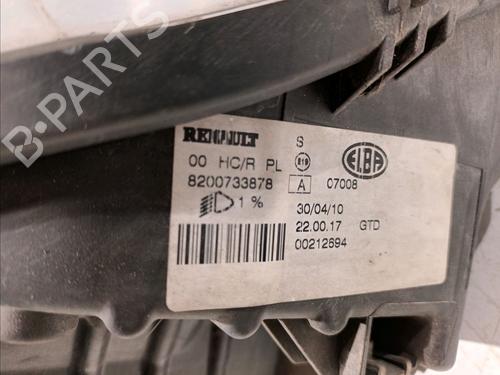 RENAULT S
00 HC/R PL ELBA
8200733878 A 07008
1 % 30/04/10
22.00.17 GTD
00212694
B-PARTS